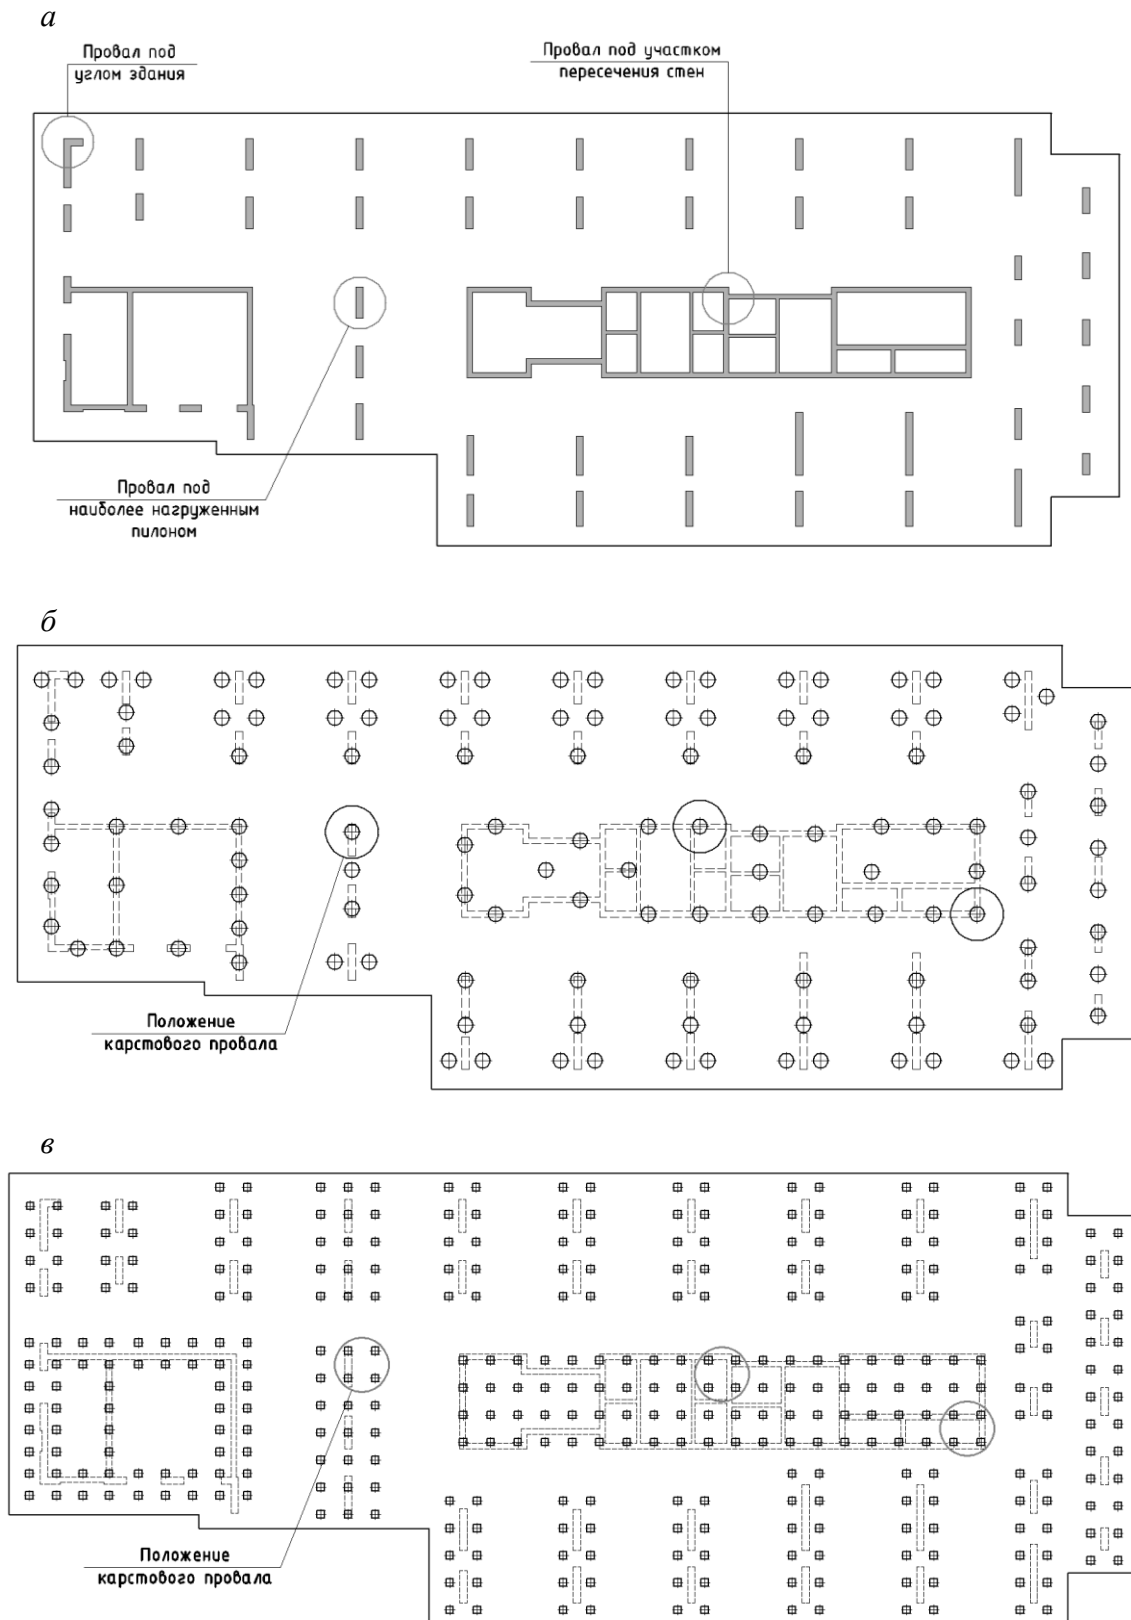 а
Провал под
углом здания
Провал под участком
пересечения стен
Провал под
наиболее нагруженным
пилоном
б
Положение
карстового провала
в
Положение
карстового провала